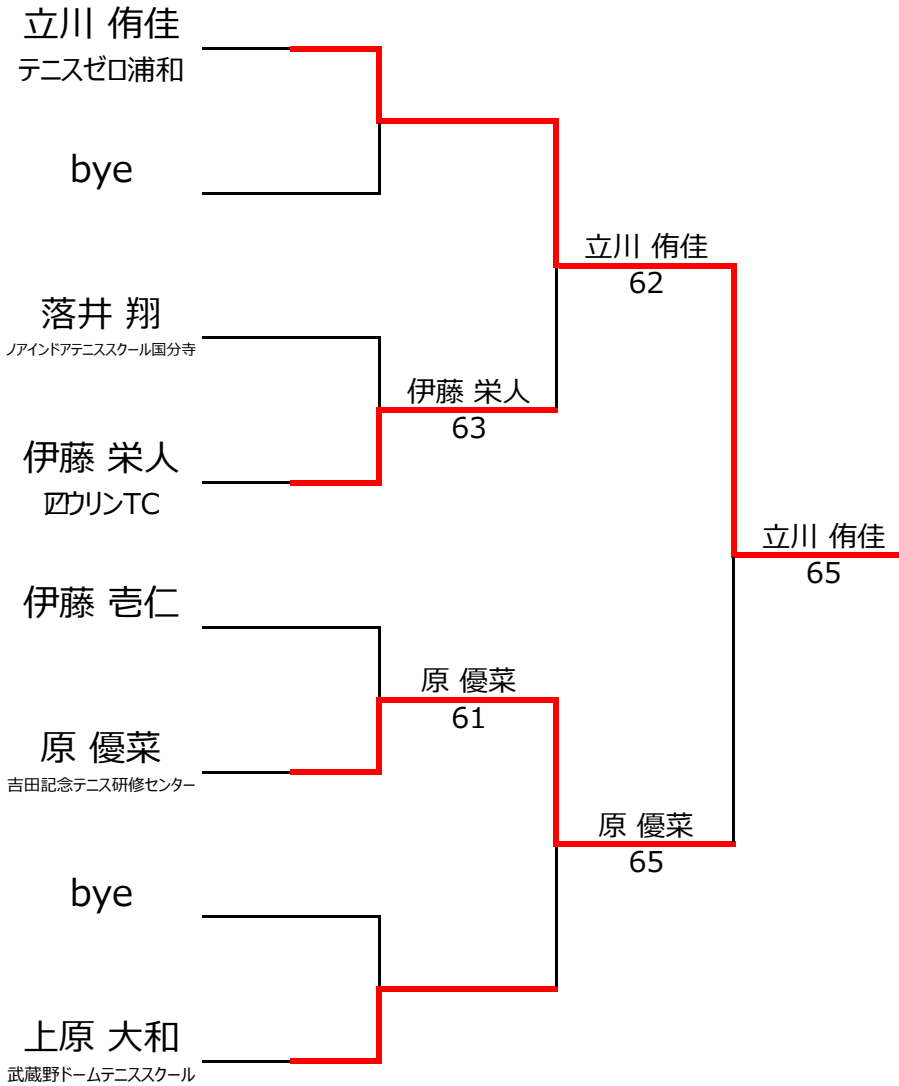 立川 侑佳
テニスゼロ浦和
bye
立川 侑佳
62
落井 翔
ノアインドアテニススクール国分寺
伊藤 栄人
63
伊藤 栄人
ウリンTC
立川 侑佳
65
伊藤 壱仁
原 優菜
61
原 優菜
吉田記念テニス研修センター
原 優菜
65
bye
上原 大和
武蔵野ドームテニススクール